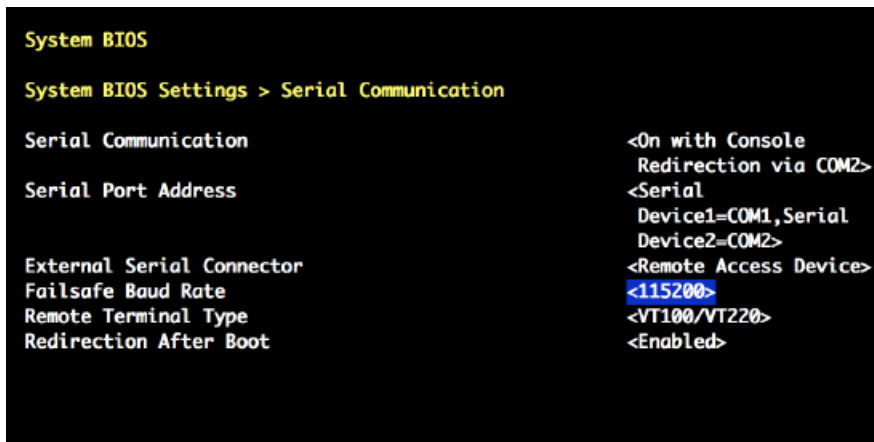 System BIOS
System BIOS Settings > Serial Communication
Serial Communication <On with Console
Redirection via COM2>
Serial Port Address <Serial
Device1=COM1,Serial
Device2=COM2>
External Serial Connector <Remote Access Device>
Failsafe Baud Rate <115200>
Remote Terminal Type <VT100/VT220>
Redirection After Boot <Enabled>